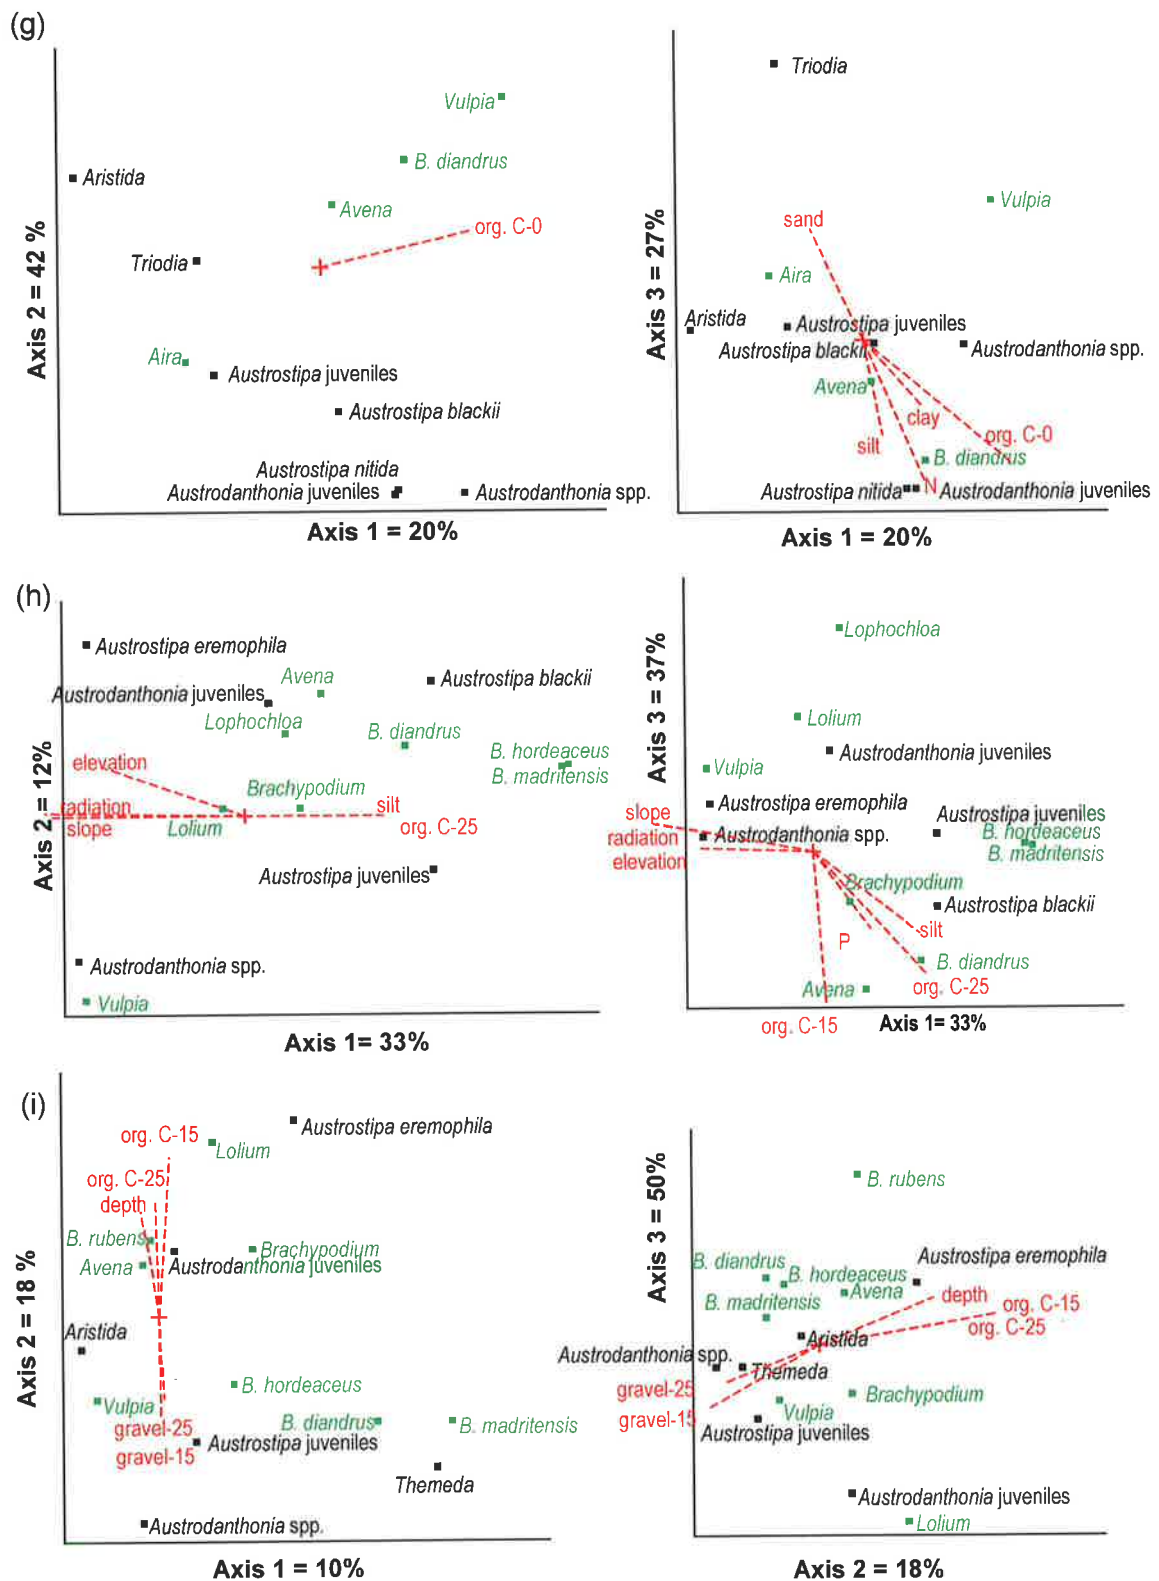 (g)
Vulpia
B. diandrus
Aristida
Avena
org. C-0
Triodia
Aira
Austrostipa juveniles
Austrostipa blackii
Austrostipa nitida
Austrodanthonia juveniles
Austrodanthonia spp.
Axis 2 = 42 %
Axis 1 = 20%
Triodia
Vulpia
sand
Aira
Aristida
Austrostipa juveniles
Austrostipa blackii
Austrodanthonia spp.
Avena
clay
org. C-0
silt
B. diandrus
Austrostipa nitida
N
Austrodanthonia juveniles
Axis 3 = 27%
Axis 1 = 20%
(h)
Austrostipa eremophila
Avena
Austrostipa blackii
Austrodanthonia juveniles
Lophochloa
B. diandrus
B. hordeaceus
B. madritensis
elevation
Brachypodium
radiation
silt
slope
Lolium
org. C-25
Austrostipa juveniles
Austrodanthonia spp.
Vulpia
Axis 2 = 12%
Axis 1= 33%
Lophochloa
Lolium
Austrodanthonia juveniles
Vulpia
Austrostipa eremophila
slope
Austrostipa juveniles
radiation
Austrodanthonia spp.
B. hordeaceus
elevation
B. madritensis
Brachypodium
Austrostipa blackii
P
silt
B. diandrus
Avena
org. C-25
org. C-15
Axis 3 = 37%
Axis 1= 33%
(i)
Austrostipa eremophila
org. C-15
Lolium
org. C-25
depth
B. rubens
Brachypodium
Avena
Austrodanthonia juveniles
Aristida
B. hordeaceus
Vulpia
gravel-25
B. diandrus
B. madritensis
Austrostipa juveniles
gravel-15
Themeda
Austrodanthonia spp.
Axis 2 = 18 %
Axis 1 = 10%
B. rubens
Austrostipa eremophila
B. diandrus
B. hordeaceus
Avena
depth
B. madritensis
org. C-15
org. C-25
Aristida
Austrodanthonia spp.
Themeda
gravel-25
Brachypodium
gravel-15
Vulpia
Austrostipa juveniles
Austrodanthonia juveniles
Lolium
Axis 3 = 50%
Axis 2 = 18%